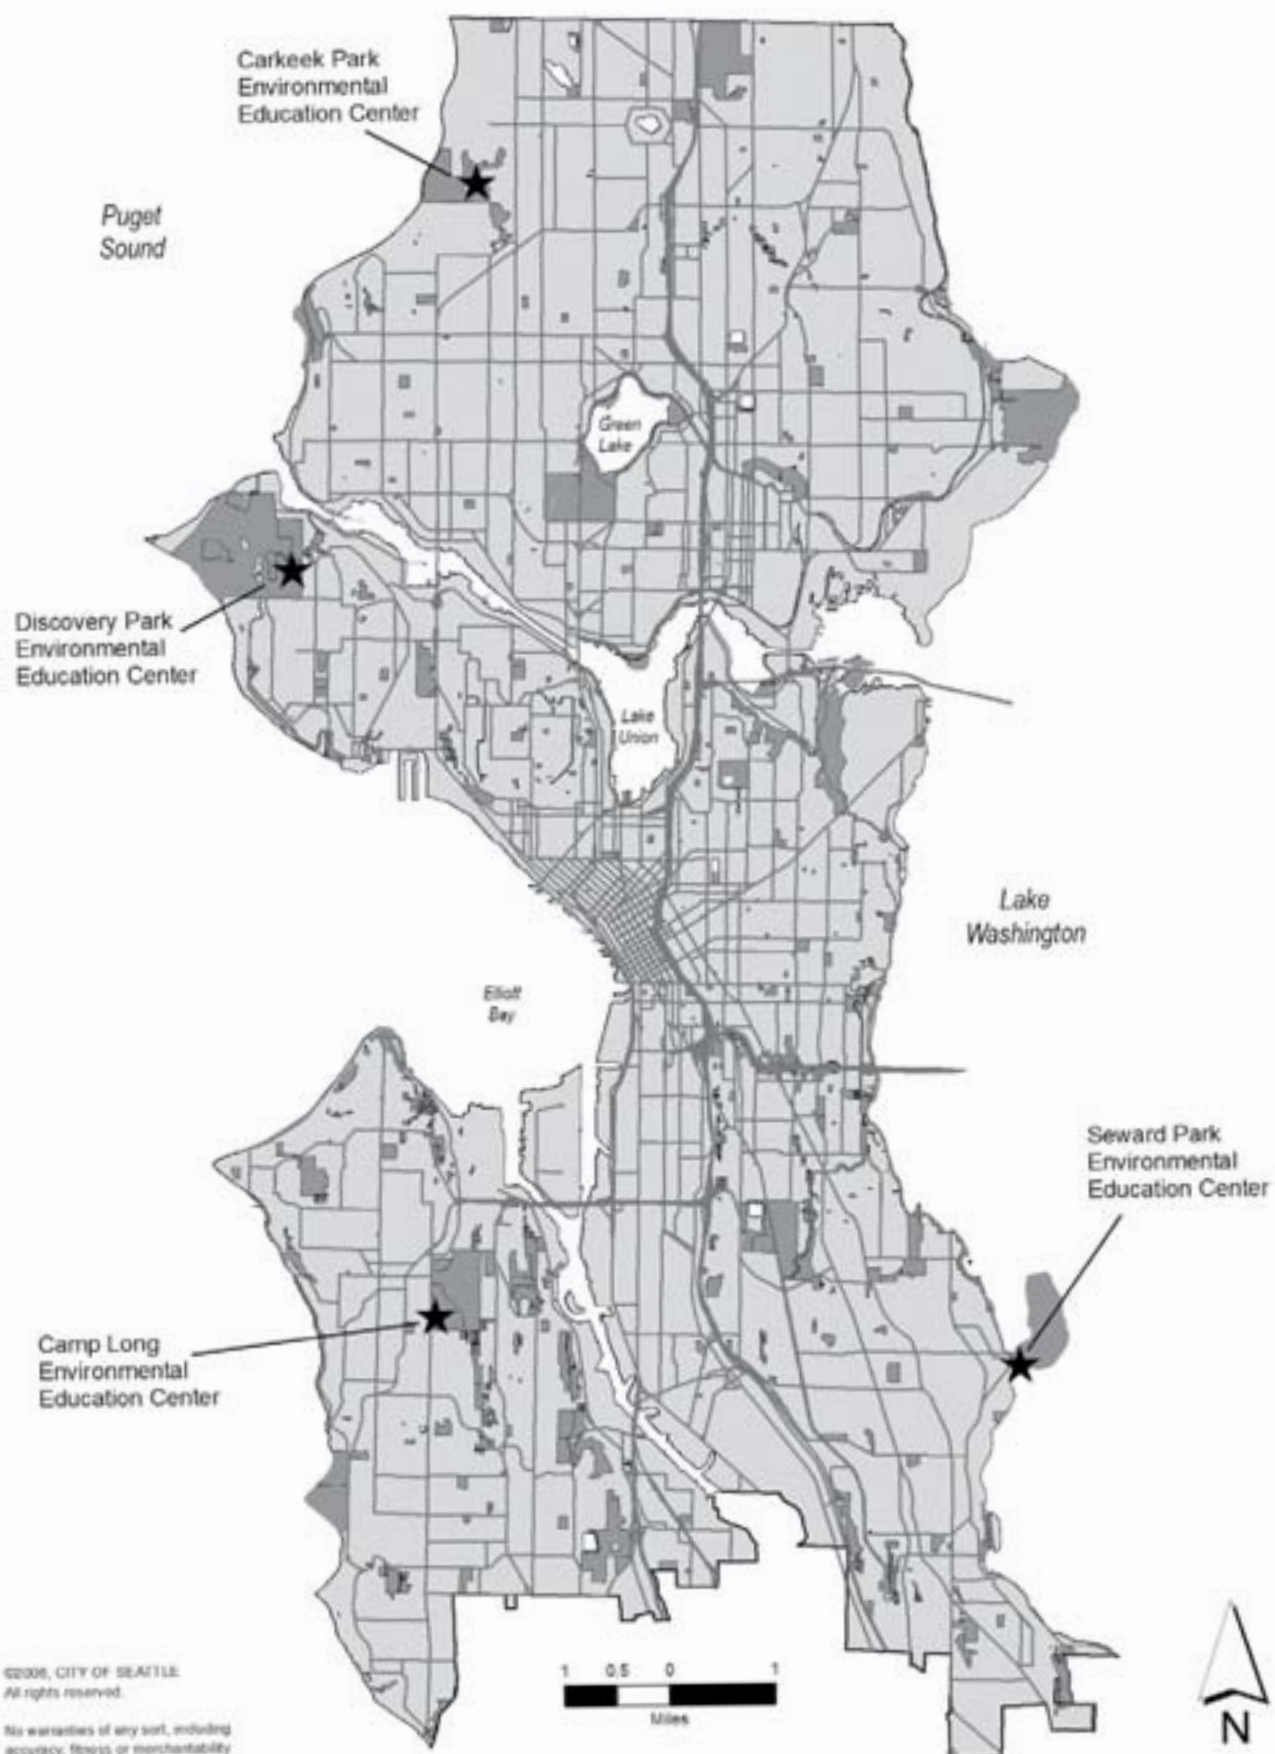 Carkeek Park
Environmental
Education Center
Puget
Sound
Green
Lake
Discovery Park
Environmental
Education Center
Lake
Union
Lake
Washington
Elliott
Bay
Seward Park
Environmental
Education Center
Camp Long
Environmental
Education Center
©2006, CITY OF SEATTLE
All rights reserved.
No warranties of any sort, including
accuracy, fitness or merchantability
1 0.5 0 1
Miles
N